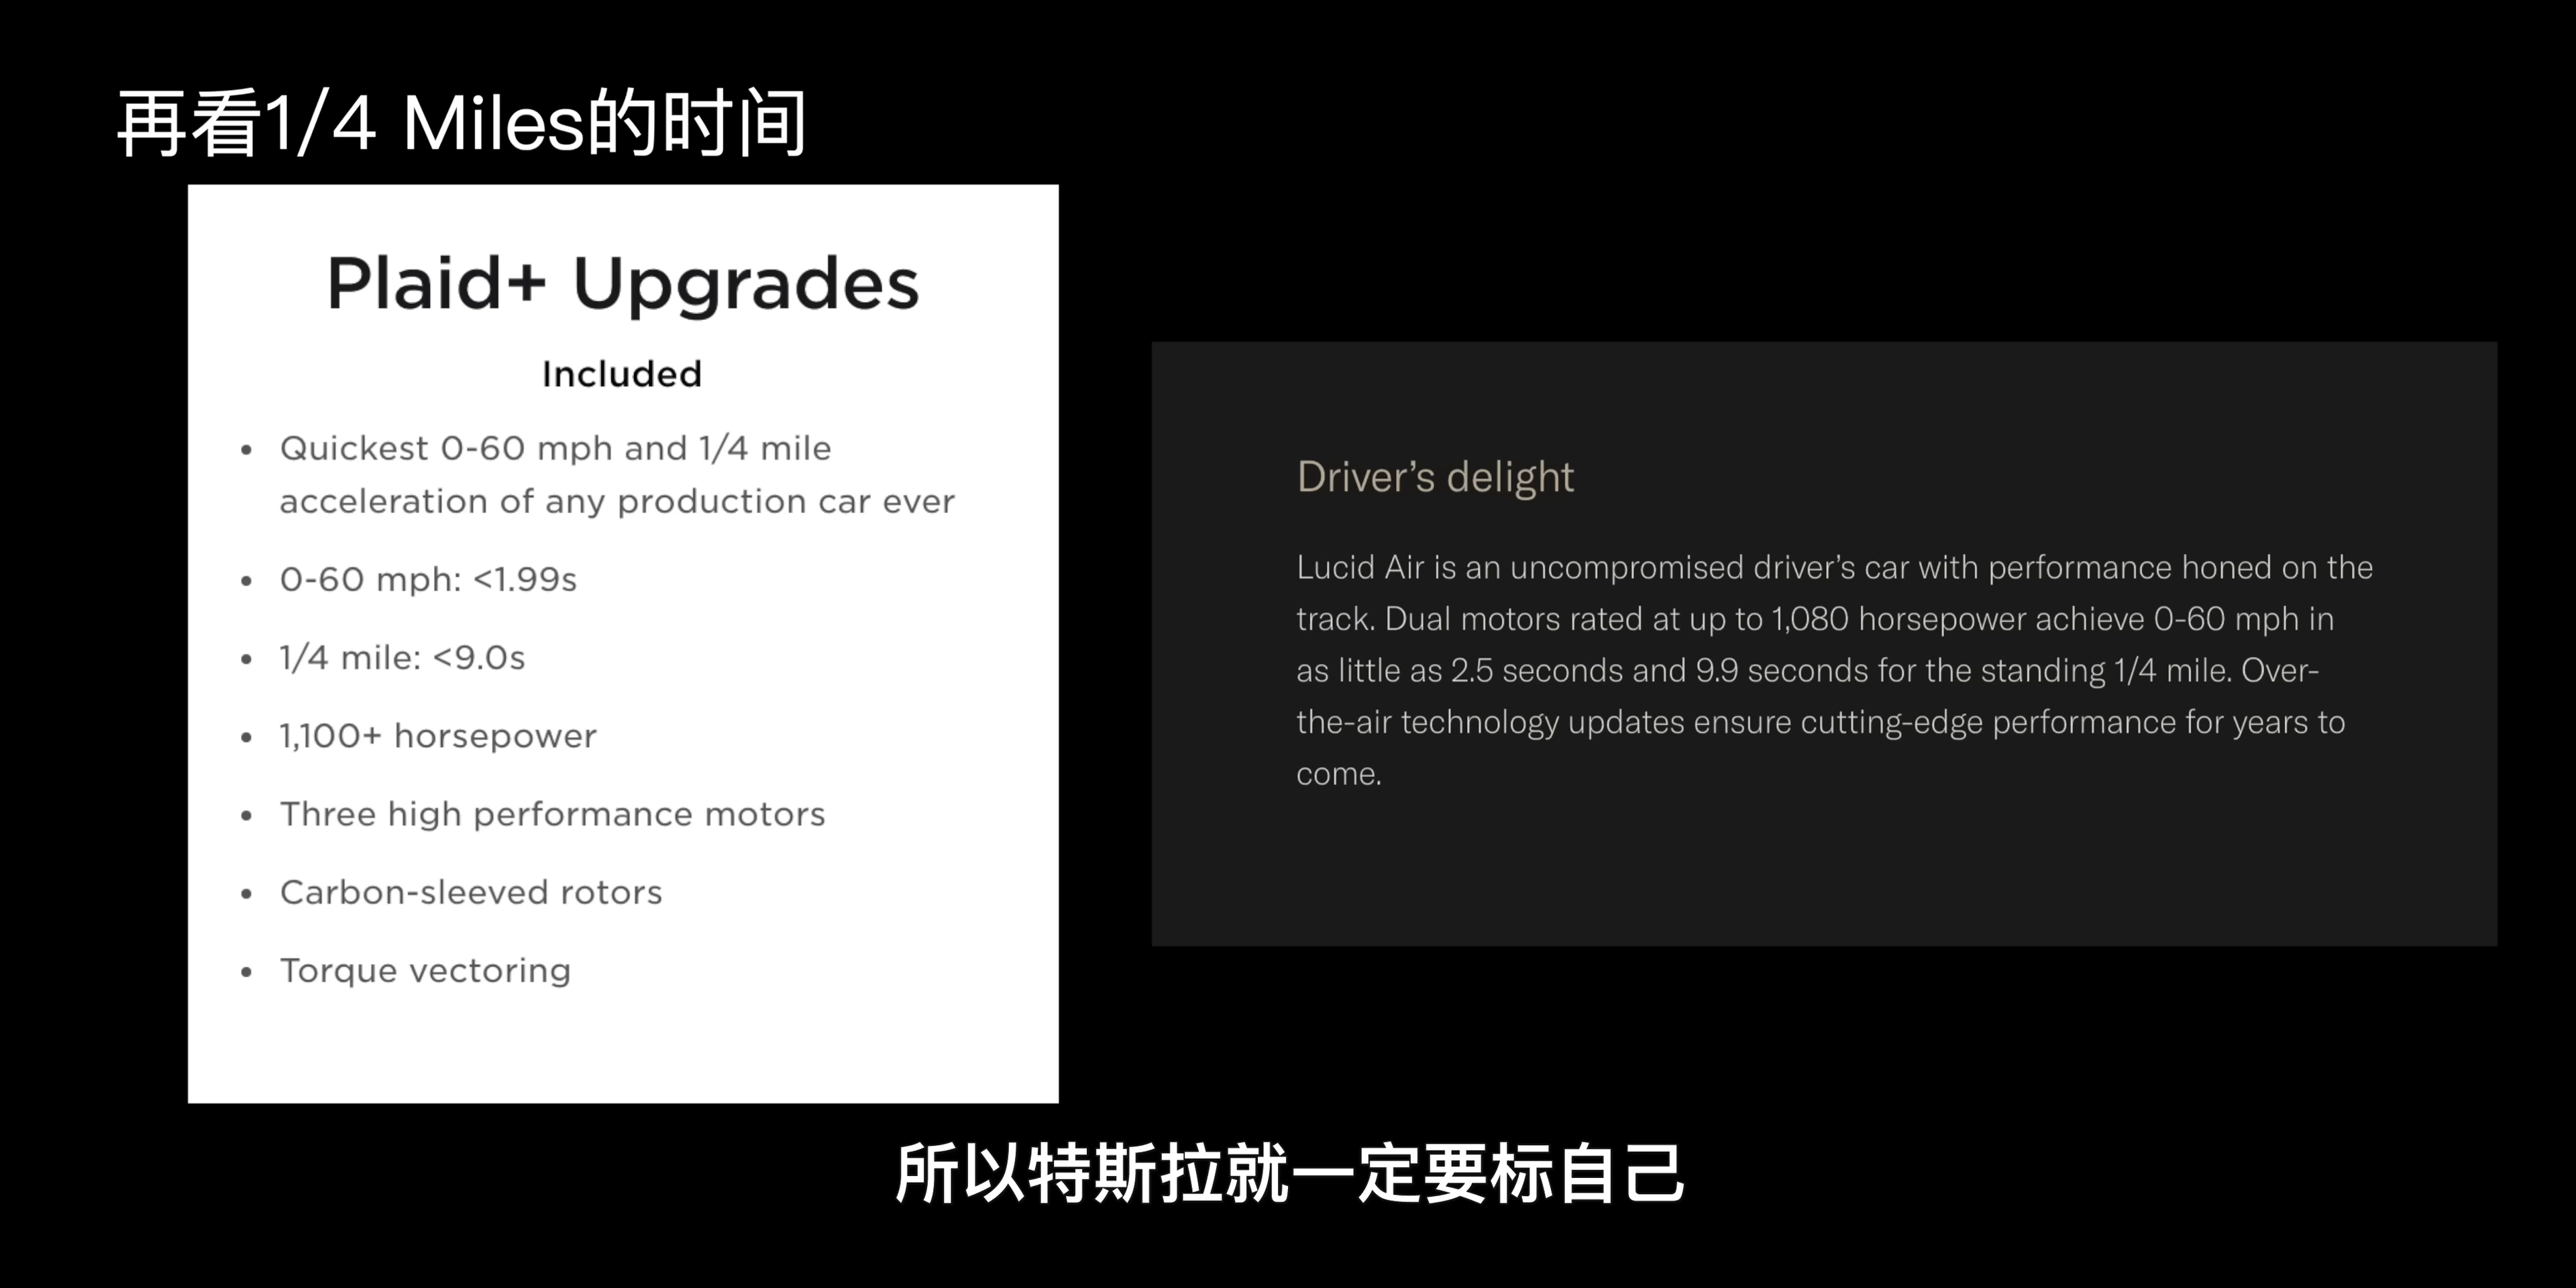 再看1/4 Miles的时间
Plaid+ Upgrades
Included
• Quickest 0-60 mph and 1/4 mile
acceleration of any production car ever
• 0-60 mph: <1.99s
• 1/4 mile: <9.0s
• 1,100+ horsepower
• Three high performance motors
• Carbon-sleeved rotors
• Torque vectoring
Driver’s delight
Lucid Air is an uncompromised driver’s car with performance honed on the
track. Dual motors rated at up to 1,080 horsepower achieve 0-60 mph in
as little as 2.5 seconds and 9.9 seconds for the standing 1/4 mile. Over-
the-air technology updates ensure cutting-edge performance for years to
come.
所以特斯拉就一定要标自己